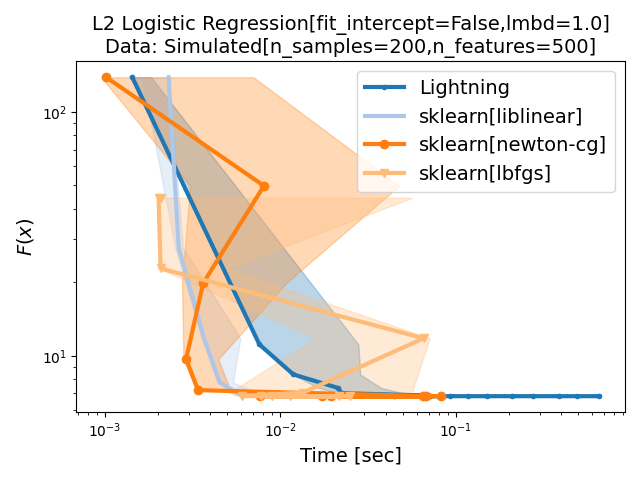 L2 Logistic Regression[fit_intercept=False,lmbd=1.0]
Data: Simulated[n_samples=200,n_features=500]
Lightning
sklearn[liblinear]
sklearn[newton-cg]
sklearn[lbfgs]
F(x)
10²
10¹
10⁻³
10⁻²
10⁻¹
Time [sec]